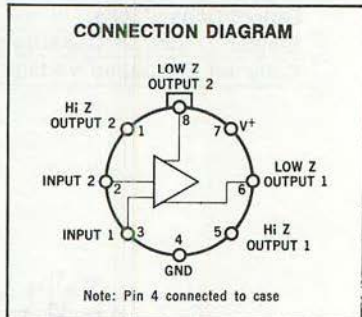 CONNECTION DIAGRAM
LOW Z
OUTPUT 2
8
Hi Z
OUTPUT 2
1
7
V+
INPUT 2
2
6
LOW Z
OUTPUT 1
INPUT 1
3
4
5
Hi Z
OUTPUT 1
GND
Note: Pin 4 connected to case